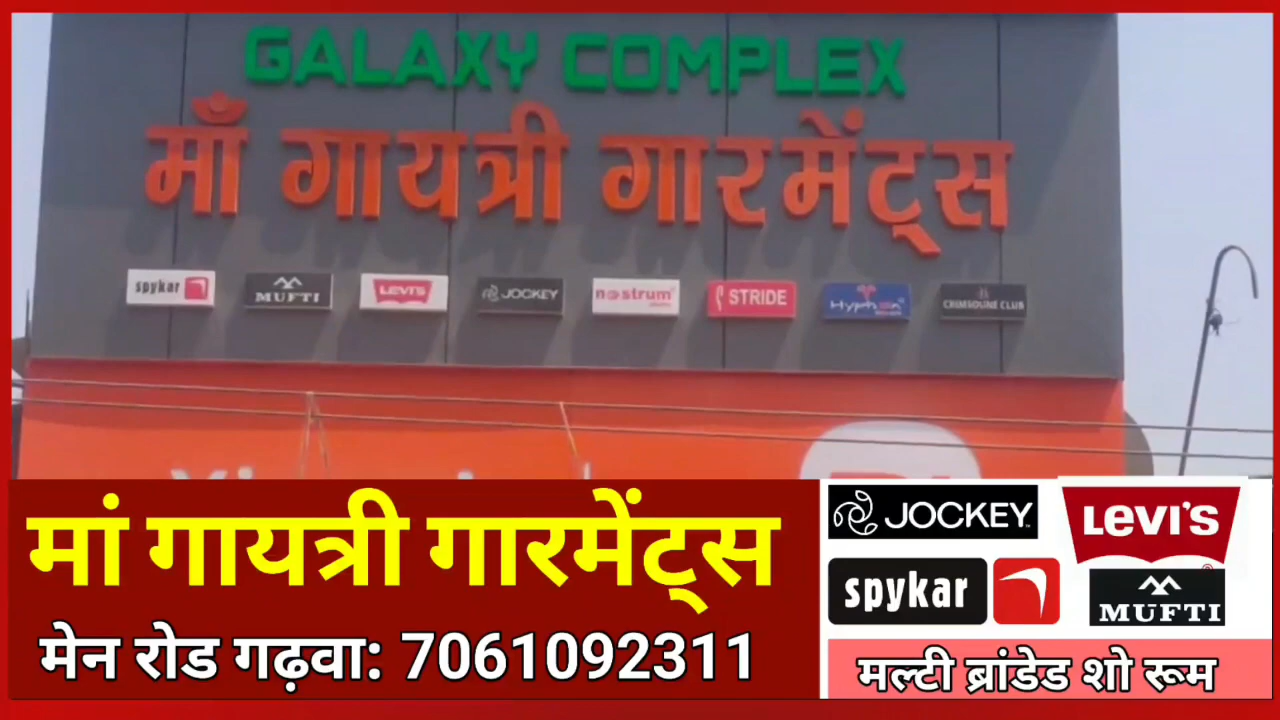 GALAXY COMPLEX
माँ गायत्री गारमेंट्स
spykar MUFTI LEVI'S JOCKEY nostrum STRIDE CRIMSOUNE CLUB
मां गायत्री गारमेंट्स
मेन रोड गढ़वा: 7061092311
JOCKEY LEVI'S
spykar MUFTI
मल्टी ब्रांडेड शो रूम